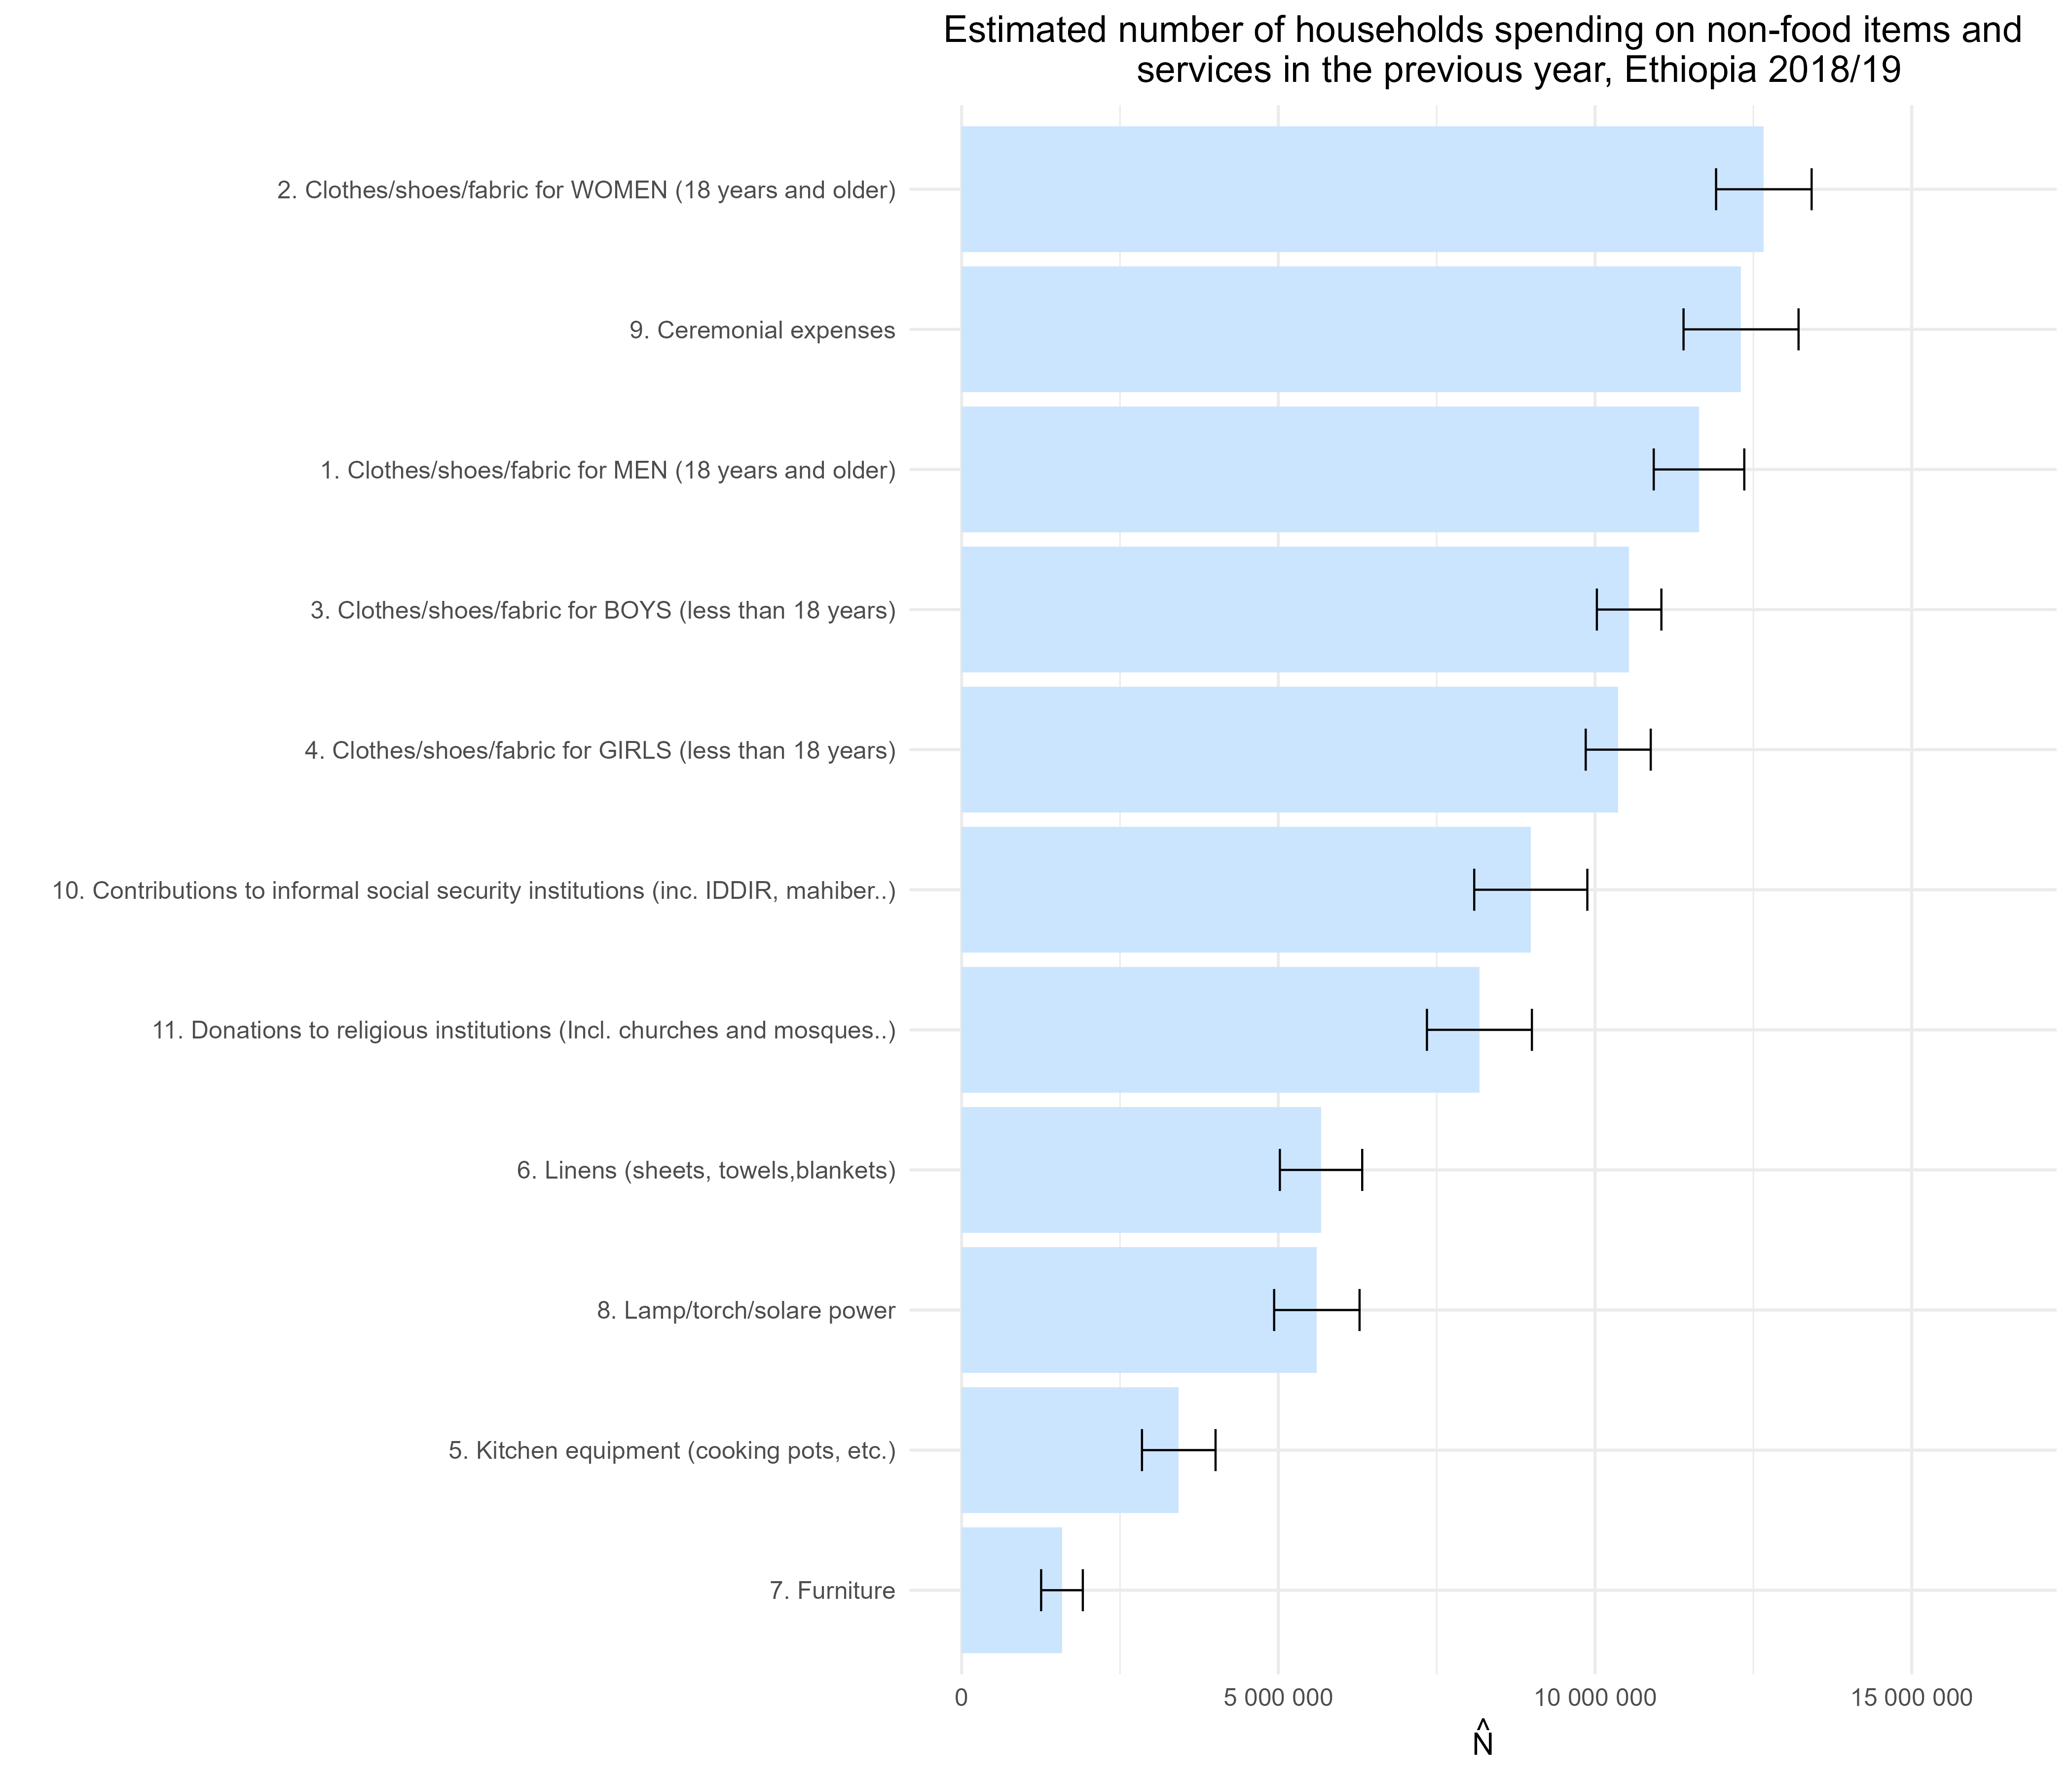 Estimated number of households spending on non-food items and
services in the previous year, Ethiopia 2018/19
2. Clothes/shoes/fabric for WOMEN (18 years and older)
9. Ceremonial expenses
1. Clothes/shoes/fabric for MEN (18 years and older)
3. Clothes/shoes/fabric for BOYS (less than 18 years)
4. Clothes/shoes/fabric for GIRLS (less than 18 years)
10. Contributions to informal social security institutions (inc. IDDIR, mahiber..)
11. Donations to religious institutions (Incl. churches and mosques..)
6. Linens (sheets, towels,blankets)
8. Lamp/torch/solare power
5. Kitchen equipment (cooking pots, etc.)
7. Furniture
0 5 000 000 10 000 000 15 000 000
N̂